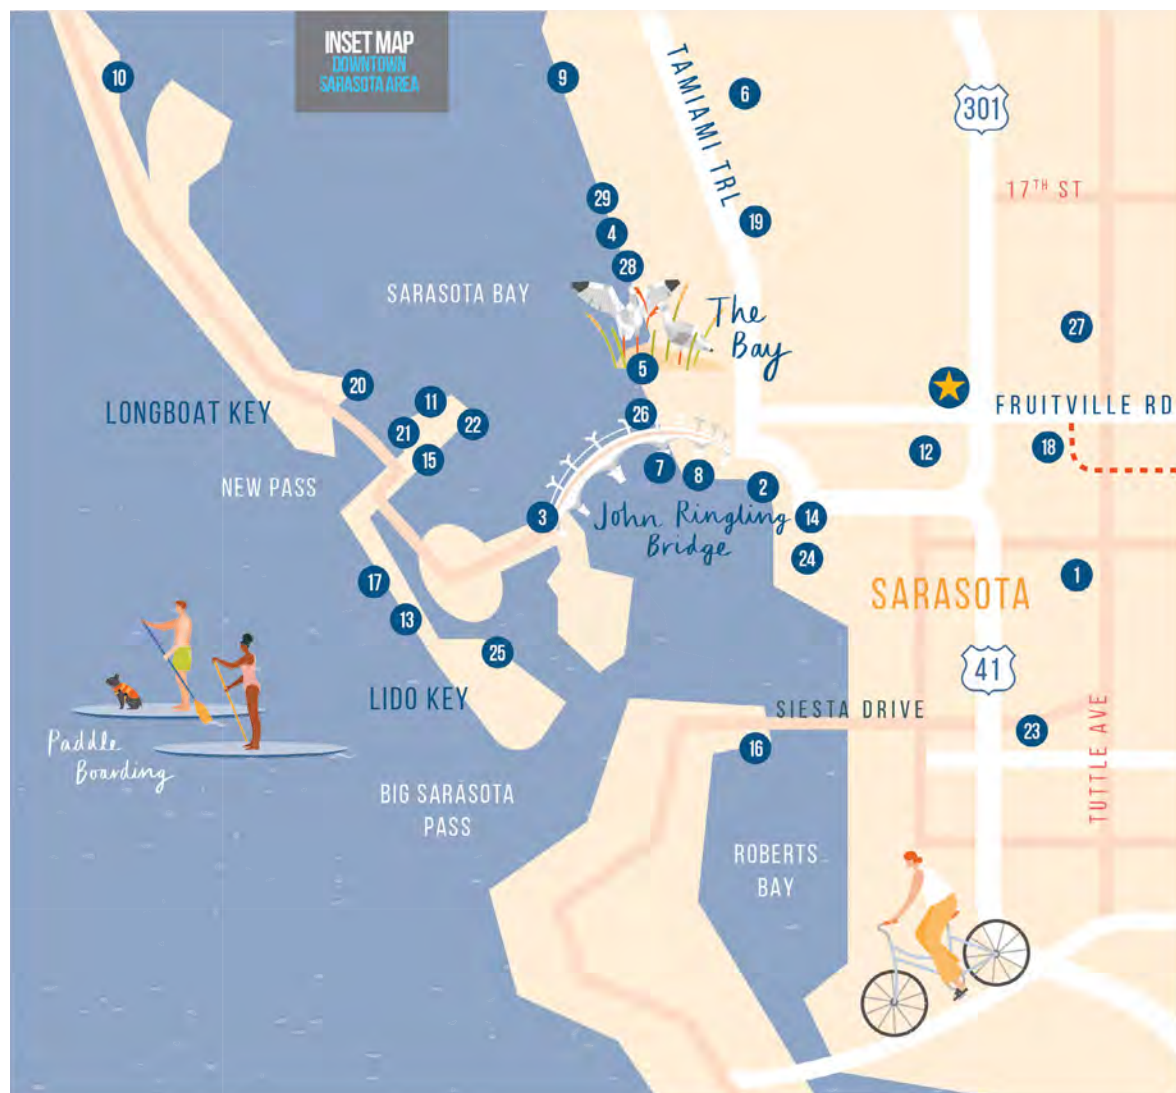 INSET MAP
DOWNTOWN
SARASOTA AREA
10
9
6
TAMIAMI TRL
301
17TH ST
29
4
19
28
SARASOTA BAY
The
Bay
27
5
20
11
22
21
15
LONGBOAT KEY
26
FRUITVILLE RD
12
18
NEW PASS
7
8
2
3
John Ringling
Bridge
14
24
17
13
SARASOTA
1
25
LIDO KEY
41
SIESTA DRIVE
16
23
TUTTLE AVE
Paddle
Boarding
BIG SARASOTA
PASS
ROBERTS
BAY